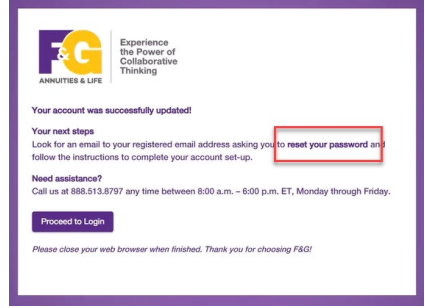 F&G
ANNUITIES & LIFE
Experience
the Power of
Collaborative
Thinking
Your account was successfully updated!
Your next steps
Look for an email to your registered email address asking you to reset your password and
follow the instructions to complete your account set-up.
Need assistance?
Call us at 888.513.8797 any time between 8:00 a.m. – 6:00 p.m. ET, Monday through Friday.
Proceed to Login
Please close your web browser when finished. Thank you for choosing F&G!